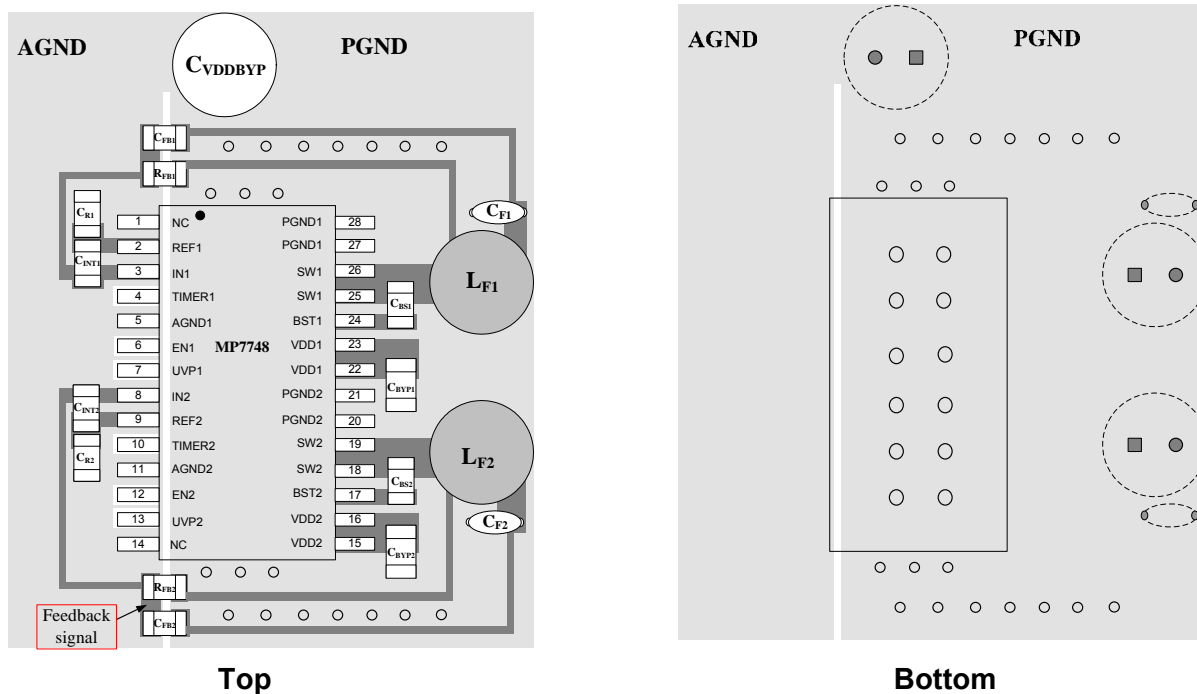 AGND
PGND
CVDDBYP
CFB1
RFB1
CR1
CINT1
CF1
LF1
CBS1
CBYP1
MP7748
1 NC PGND1 28
2 REF1 PGND1 27
3 IN1 SW1 26
4 TIMER1 SW1 25
5 AGND1 BST1 24
6 EN1 VDD1 23
7 UVP1 VDD1 22
8 IN2 PGND2 21
9 REF2 PGND2 20
10 TIMER2 SW2 19
11 AGND2 SW2 18
12 EN2 BST2 17
13 UVP2 VDD2 16
14 NC VDD2 15
CINT2
CR2
LF2
CBS2
CF2
CBYP2
RFB2
CFB2
Feedback
signal
Top
AGND
PGND
Bottom